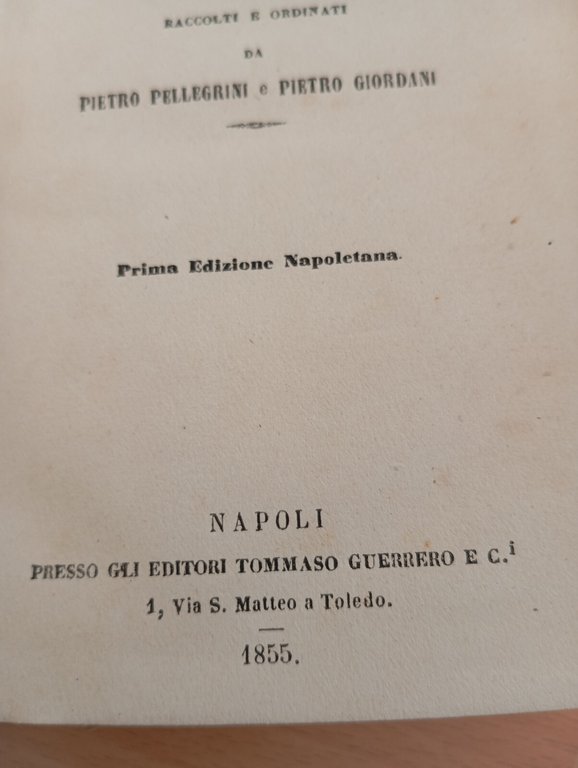 RACCOLTI E ORDINATI
DA
PIETRO PELLEGRINI e PIETRO GIORDANI
Prima Edizione Napoletana.
NAPOLI
PRESSO GLI EDITORI TOMMASO GUERRERO E C.i
1, Via S. Matteo a Toledo.
1855.